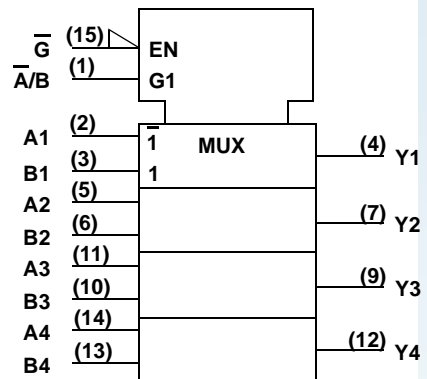 G̅ (15) EN
A̅/B (1) G1
A1 (2) 1̅ MUX (4) Y1
B1 (3) 1
A2 (5)
B2 (6) (7) Y2
A3 (11)
B3 (10) (9) Y3
A4 (14)
B4 (13) (12) Y4